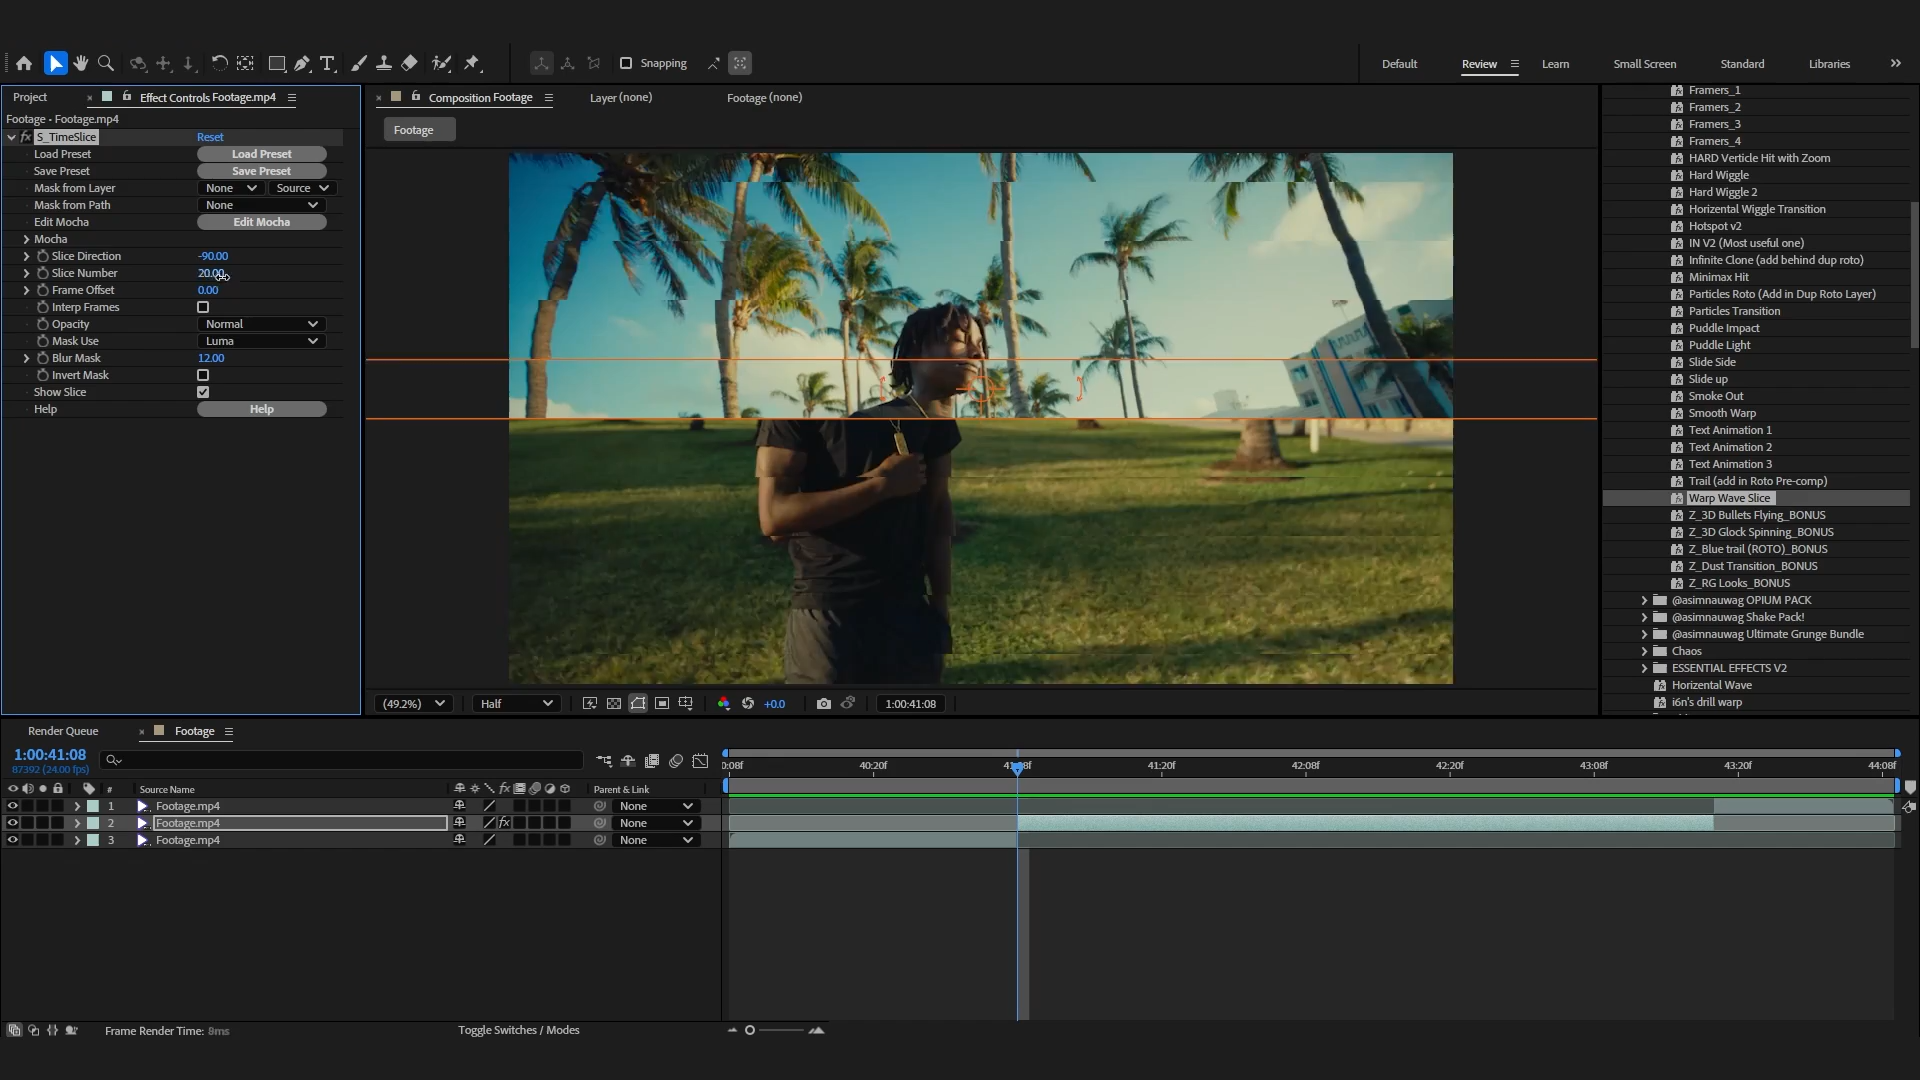 Snapping
Default
Review
Learn
Small Screen
Standard
Libraries
Project
Effect Controls Footage.mp4
Composition Footage
Layer (none)
Footage (none)
Footage • Footage.mp4
Footage
fx S_TimeSlice Reset
Load Preset Load Preset
Save Preset Save Preset
Mask from Layer None Source
Mask from Path None
Edit Mocha Edit Mocha
Mocha
Slice Direction -90.00
Slice Number 20.00
Frame Offset 0.00
Interp Frames
Opacity Normal
Mask Use Luma
Blur Mask 12.00
Invert Mask
Show Slice
Help Help
Framers_1
Framers_2
Framers_3
Framers_4
HARD Verticle Hit with Zoom
Hard Wiggle
Hard Wiggle 2
Horizental Wiggle Transition
Hotspot v2
IN V2 (Most useful one)
Infinite Clone (add behind dup roto)
Minimax Hit
Particles Roto (Add in Dup Roto Layer)
Particles Transition
Puddle Impact
Puddle Light
Slide Side
Slide up
Smoke Out
Smooth Warp
Text Animation 1
Text Animation 2
Text Animation 3
Trail (add in Roto Pre-comp)
Warp Wave Slice
Z_3D Bullets Flying_BONUS
Z_3D Glock Spinning_BONUS
Z_Blue trail (ROTO)_BONUS
Z_Dust Transition_BONUS
Z_RG Looks_BONUS
@asimnauwag OPIUM PACK
@asimnauwag Shake Pack!
@asimnauwag Ultimate Grunge Bundle
Chaos
ESSENTIAL EFFECTS V2
Horizental Wave
i6n's drill warp
(49.2%) Half +0.0 1:00:41:08
Render Queue
Footage
1:00:41:08
87392 (24.00 fps)
0:08f 40:20f 41:20f 42:08f 42:20f 43:08f 43:20f 44:08f
# Source Name fx Parent & Link
1 Footage.mp4 None
2 Footage.mp4 fx None
3 Footage.mp4 None
Frame Render Time: 8ms
Toggle Switches / Modes